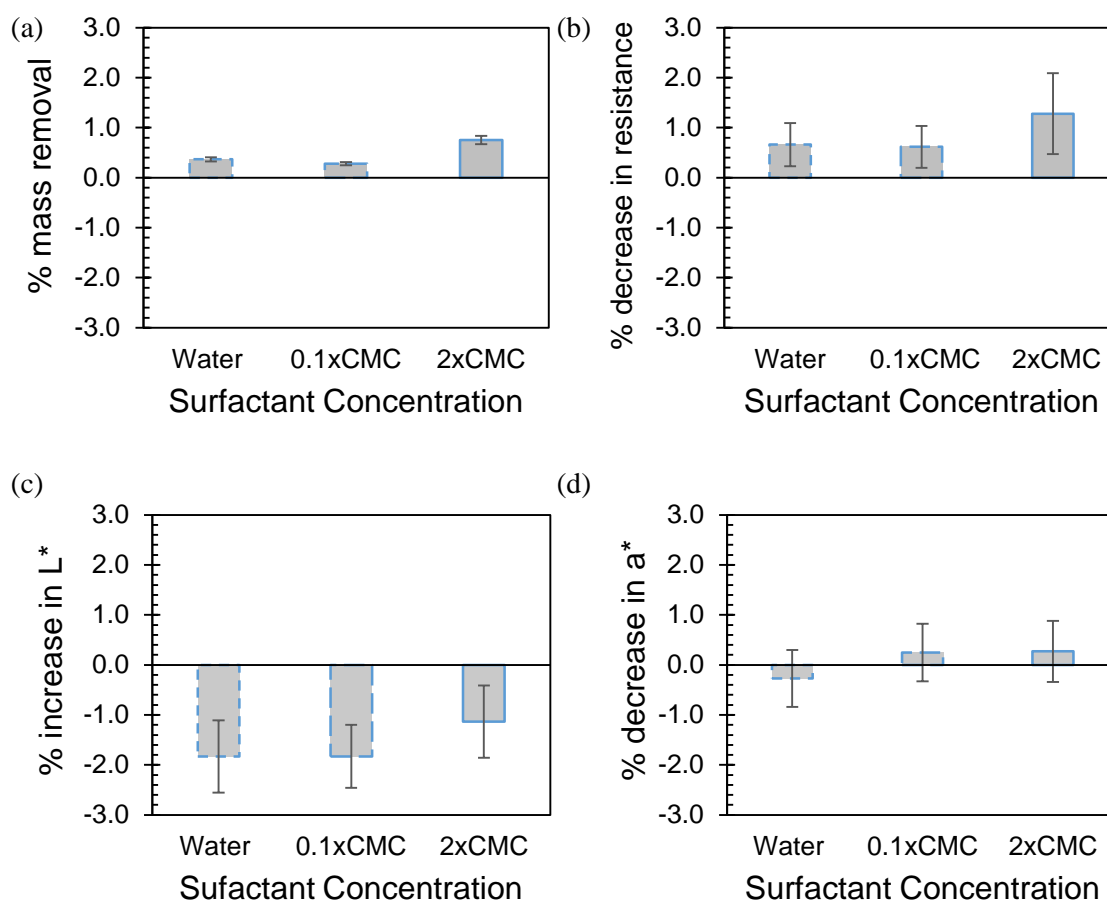 (a)
% mass removal
3.0
2.0
1.0
0.0
-1.0
-2.0
-3.0
Water 0.1xCMC 2xCMC
Surfactant Concentration
(b)
% decrease in resistance
3.0
2.0
1.0
0.0
-1.0
-2.0
-3.0
Water 0.1xCMC 2xCMC
Surfactant Concentration
(c)
% increase in L*
3.0
2.0
1.0
0.0
-1.0
-2.0
-3.0
Water 0.1xCMC 2xCMC
Sufactant Concentration
(d)
% decrease in a*
3.0
2.0
1.0
0.0
-1.0
-2.0
-3.0
Water 0.1xCMC 2xCMC
Surfactant Concentration